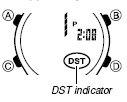 A B
P
2:00
DST
C D
DST indicator